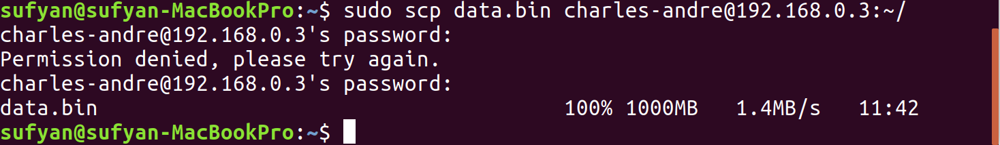 sufyan@sufyan-MacBookPro:~$ sudo scp data.bin charles-andre@192.168.0.3:~/
charles-andre@192.168.0.3's password:
Permission denied, please try again.
charles-andre@192.168.0.3's password:
data.bin 100% 1000MB 1.4MB/s 11:42
sufyan@sufyan-MacBookPro:~$